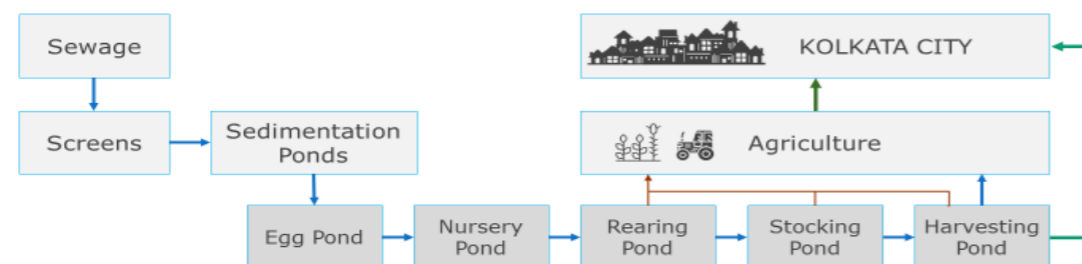 Sewage
KOLKATA CITY
Screens
Sedimentation
Ponds
Agriculture
Egg Pond
Nursery
Pond
Rearing
Pond
Stocking
Pond
Harvesting
Pond